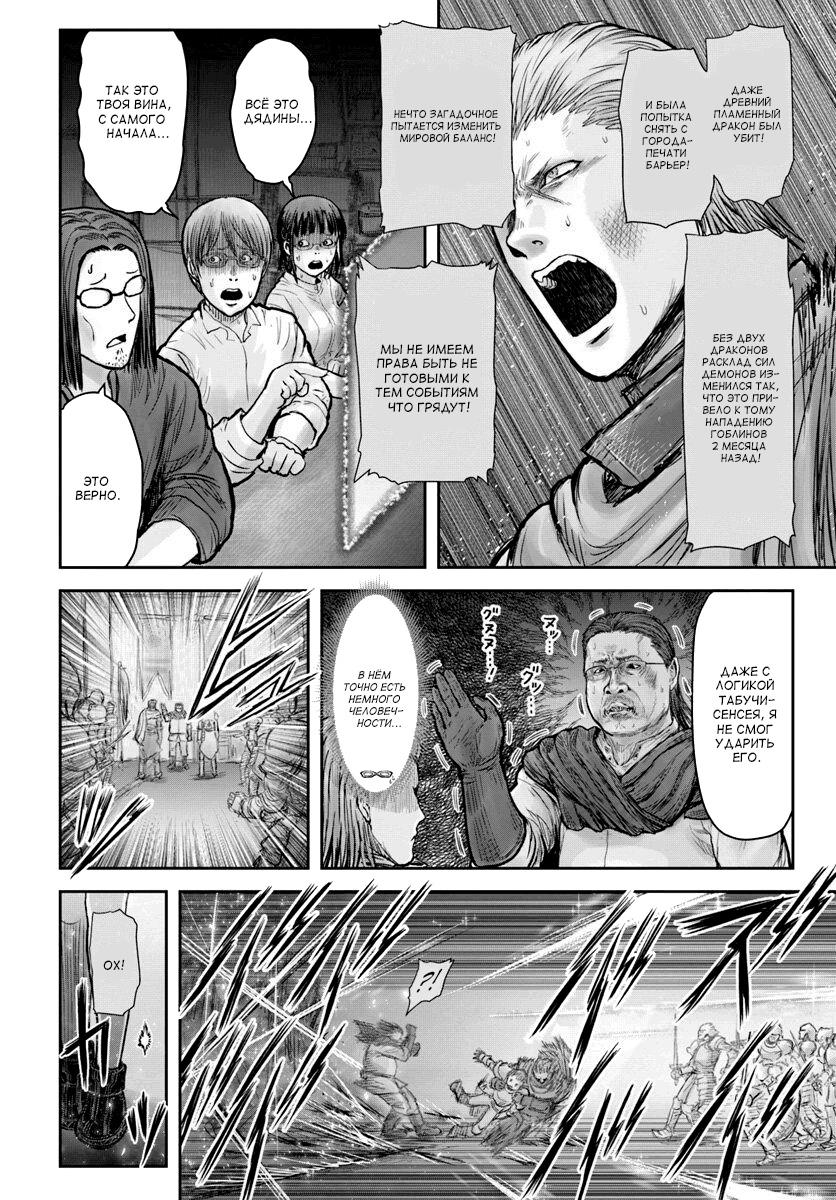 ДАЖЕ
ДРЕВНИЙ
ПЛАМЕННЫЙ
ДРАКОН БЫЛ
УБИТ!
И БЫЛА
ПОПЫТКА
СНЯТЬ С
ГОРОДА-
ПЕЧАТИ
БАРЬЕР!
НЕЧТО ЗАГАДОЧНОЕ
ПЫТАЕТСЯ ИЗМЕНИТЬ
МИРОВОЙ БАЛАНС!
БЕЗ ДВУХ
ДРАКОНОВ
РАСКЛАД СИЛ
ДЕМОНОВ ИЗ-
МЕНИЛСЯ ТАК,
ЧТО ЭТО ПРИ-
ВЕЛО К ТОМУ
НАПАДЕНИЮ
ГОБЛИНОВ
2 МЕСЯЦА
НАЗАД!
МЫ НЕ ИМЕЕМ
ПРАВА БЫТЬ НЕ
ГОТОВЫМИ К
ТЕМ СОБЫТИЯМ
ЧТО ГРЯДУТ!
ВСЁ ЭТО
ДЯДИНЫ...
ТАК ЭТО
ТВОЯ ВИНА,
С САМОГО
НАЧАЛА...
ЭТО
ВЕРНО.
ДАЖЕ С
ЛОГИКОЙ
ТАБУЧИ-
СЕНСЕЯ, Я
НЕ СМОГ
УДАРИТЬ
ЕГО.
ヌッ…
グッ…
グヌヌ…!
В НЁМ
ТОЧНО ЕСТЬ
НЕМНОГО
ЧЕЛОВЕЧ-
НОСТИ...
?!
ОХ!